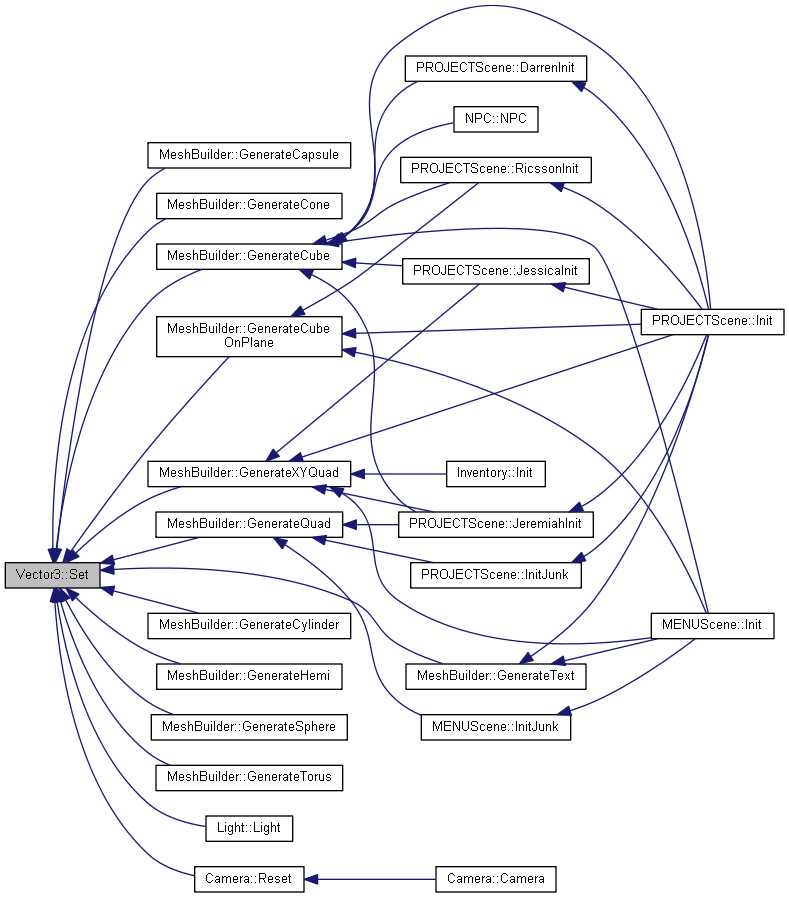 PROJECTScene::DarrenInit
NPC::NPC
MeshBuilder::GenerateCapsule
PROJECTScene::RicssonInit
MeshBuilder::GenerateCone
MeshBuilder::GenerateCube
PROJECTScene::JessicaInit
PROJECTScene::Init
MeshBuilder::GenerateCube
OnPlane
MeshBuilder::GenerateXYQuad
Inventory::Init
MeshBuilder::GenerateQuad
PROJECTScene::JeremiahInit
Vector3::Set
PROJECTScene::InitJunk
MeshBuilder::GenerateCylinder
MENUScene::Init
MeshBuilder::GenerateHemi
MeshBuilder::GenerateText
MeshBuilder::GenerateSphere
MENUScene::InitJunk
MeshBuilder::GenerateTorus
Light::Light
Camera::Reset
Camera::Camera